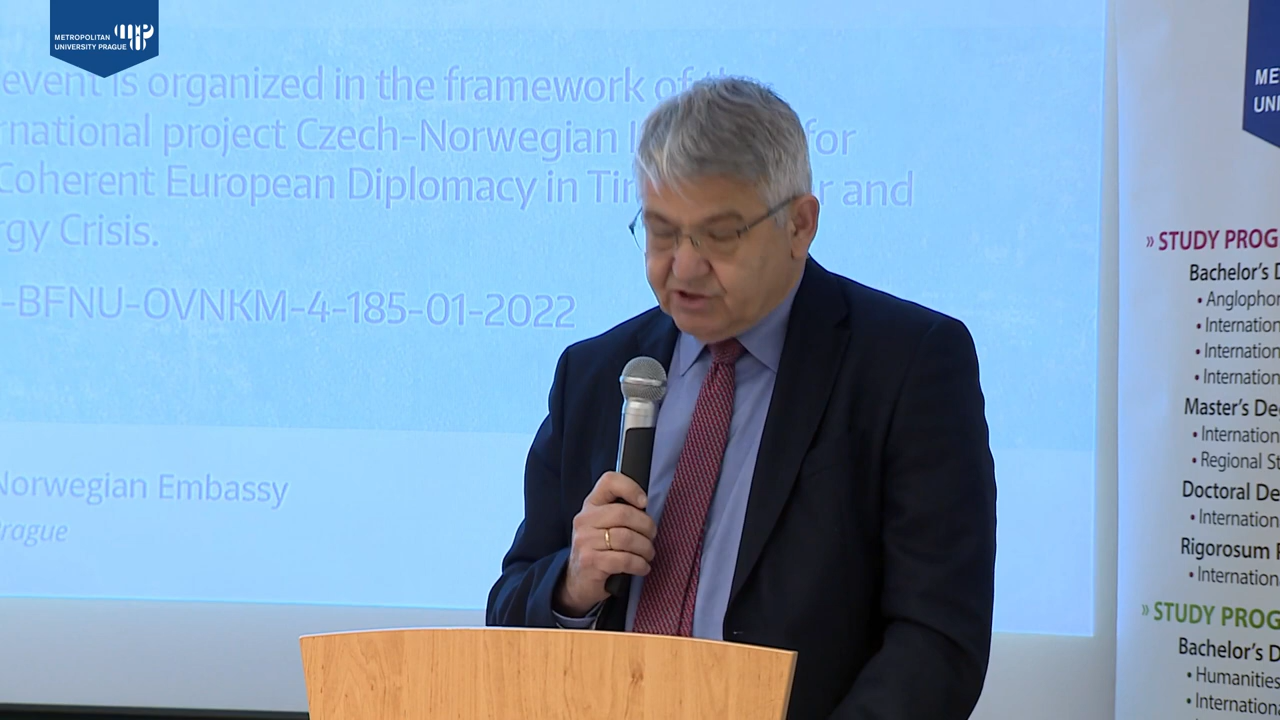 METROPOLITAN
UNIVERSITY PRAGUE
event is organized in the framework of the
rnational project Czech-Norwegian for
Coherent European Diplomacy in and
rgy Crisis.
-BFNU-OVNKM-4-185-01-2022
Norwegian Embassy
rague
ME
UNI
» STUDY PROG
Bachelor's D
• Anglophon
• Internation
• Internation
• Internation
Master's De
• Internation
• Regional St
Doctoral De
• Internation
Rigorosum P
• Internation
» STUDY PROG
Bachelor's D
• Humanities
• Internation